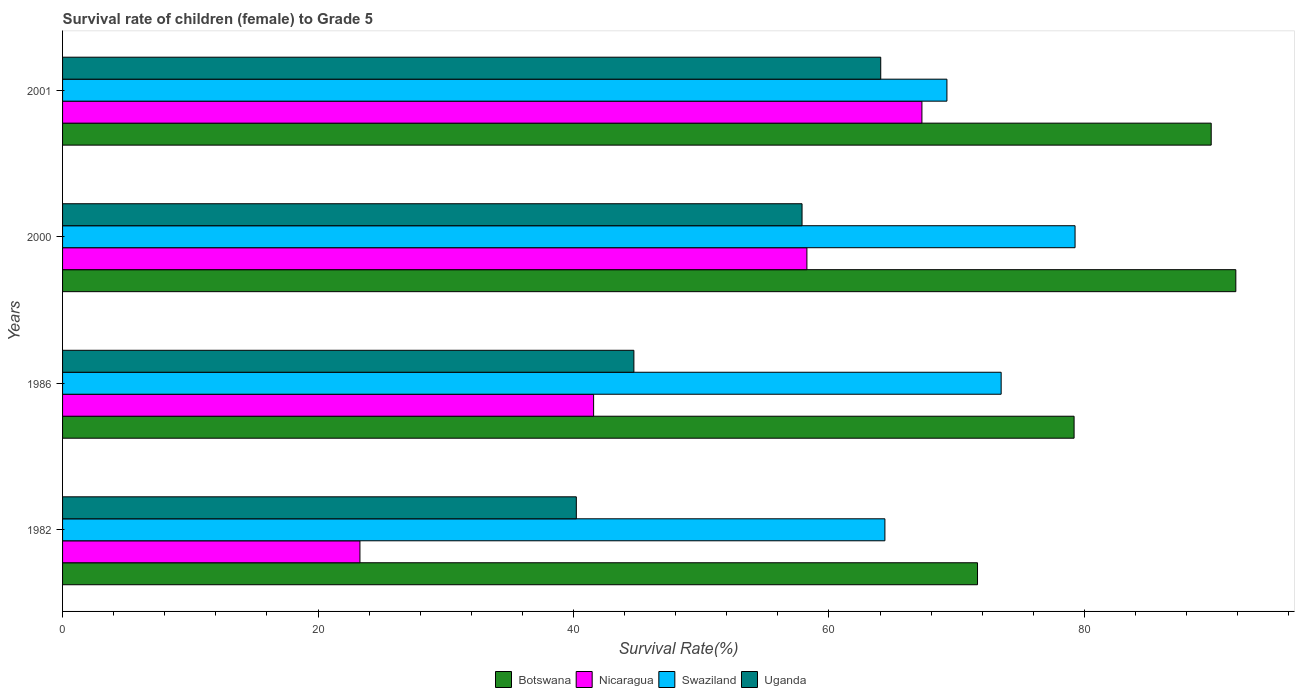 Survival rate of children (female) to Grade 5
2001
2000
1986
1982
Years
0
20
40
60
80
Survival Rate(%)
Botswana
Nicaragua
Swaziland
Uganda